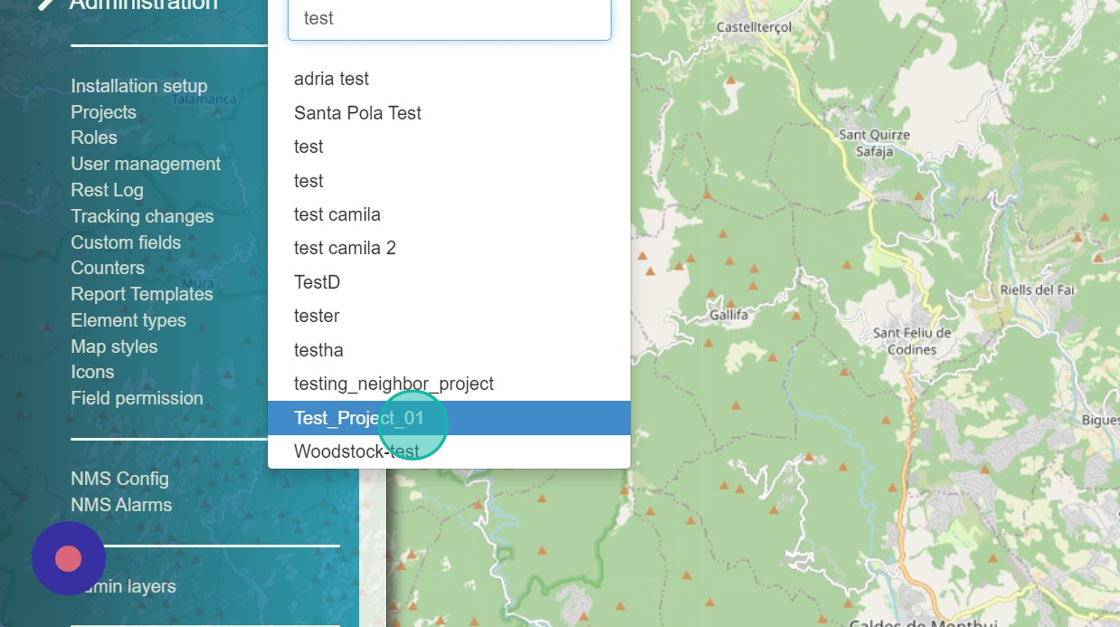 Administration
test
Installation setup
Projects
Roles
User management
Rest Log
Tracking changes
Custom fields
Counters
Report Templates
Element types
Map styles
Icons
Field permission
NMS Config
NMS Alarms
dmin layers
Talamanca
Mura
adria test
Santa Pola Test
test
test
test camila
test camila 2
TestD
tester
testha
testing_neighbor_project
Test_Project_01
Woodstock-test
Castellterçol
Sant Quirze
Safaja
Riells del Fai
Gallifa
Sant Feliu de
Codines
Bigues
Caldes de Montbui